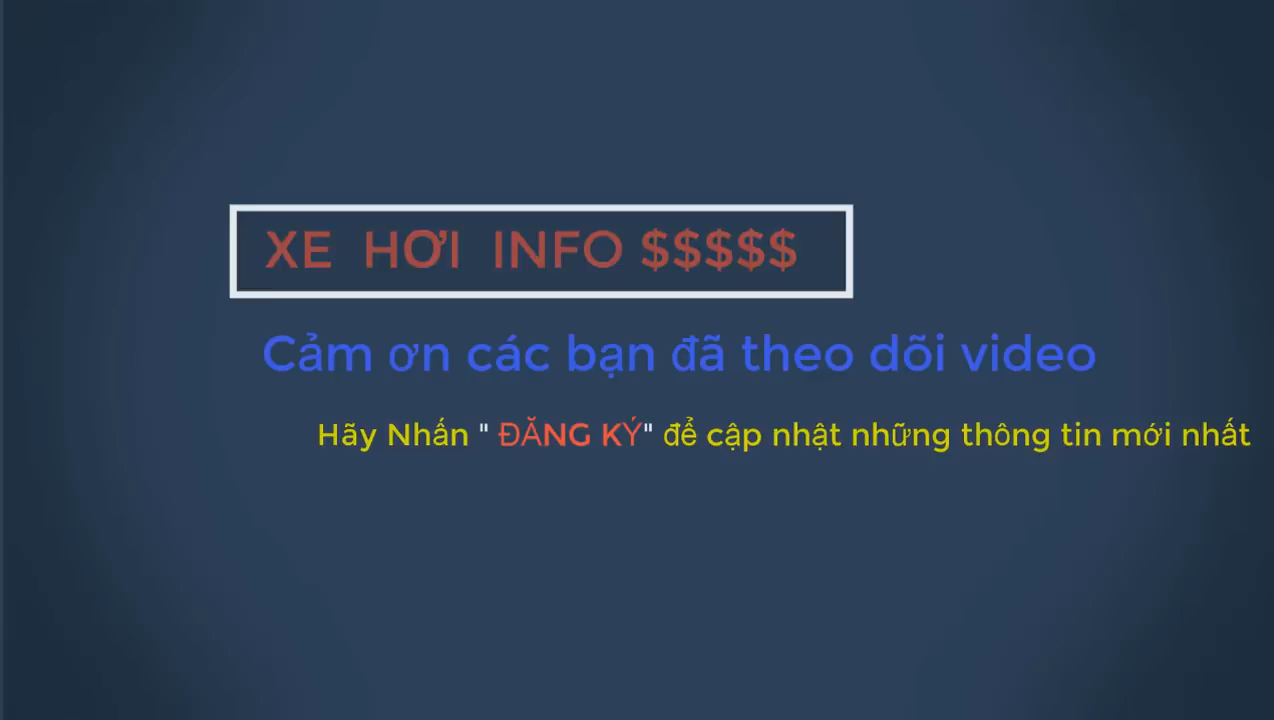 XE HƠI INFO $$$$$
Cảm ơn các bạn đã theo dõi video
Hãy Nhấn " ĐĂNG KÝ" để cập nhật những thông tin mới nhất